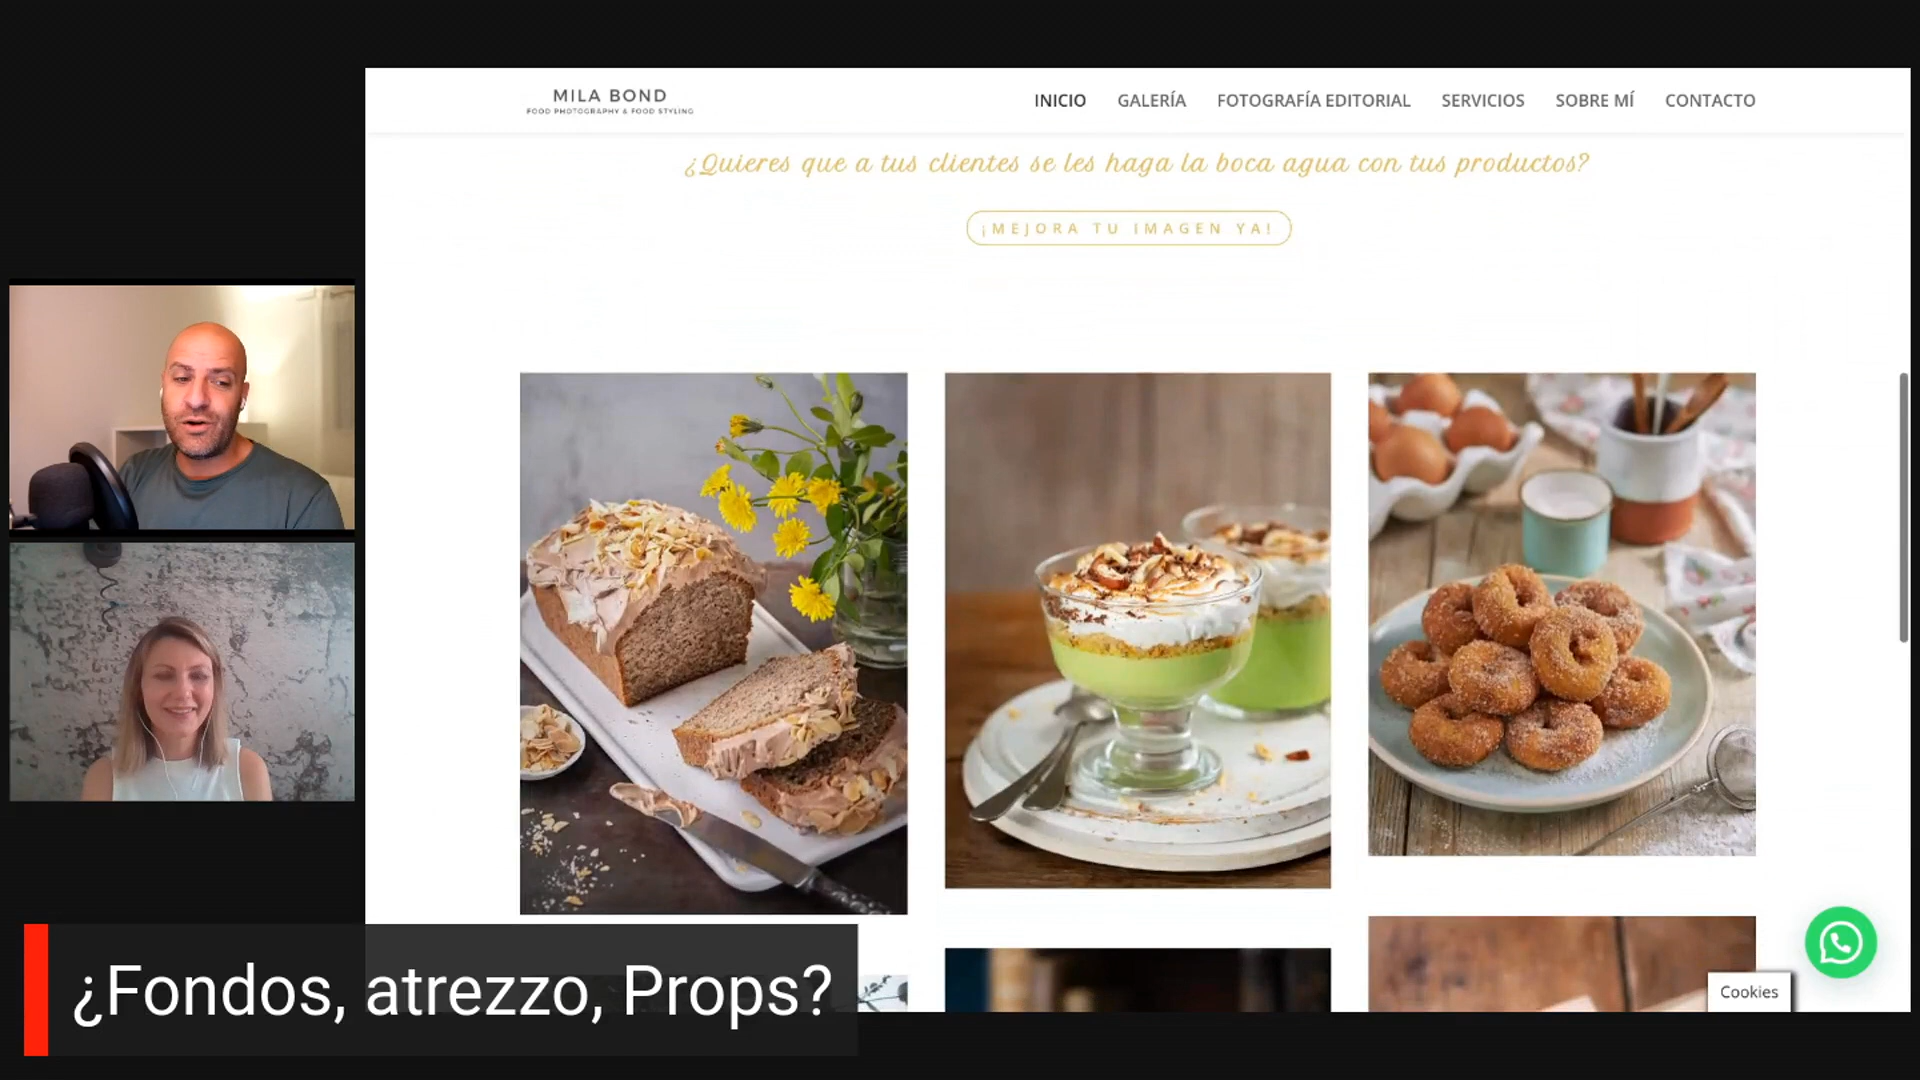 MILA BOND
FOOD PHOTOGRAPHY & FOOD STYLING
INICIO GALERÍA FOTOGRAFÍA EDITORIAL SERVICIOS SOBRE MÍ CONTACTO
¿Quieres que a tus clientes se les haga la boca agua con tus productos?
¡MEJORA TU IMAGEN YA!
¿Fondos, atrezzo, Props?
Cookies